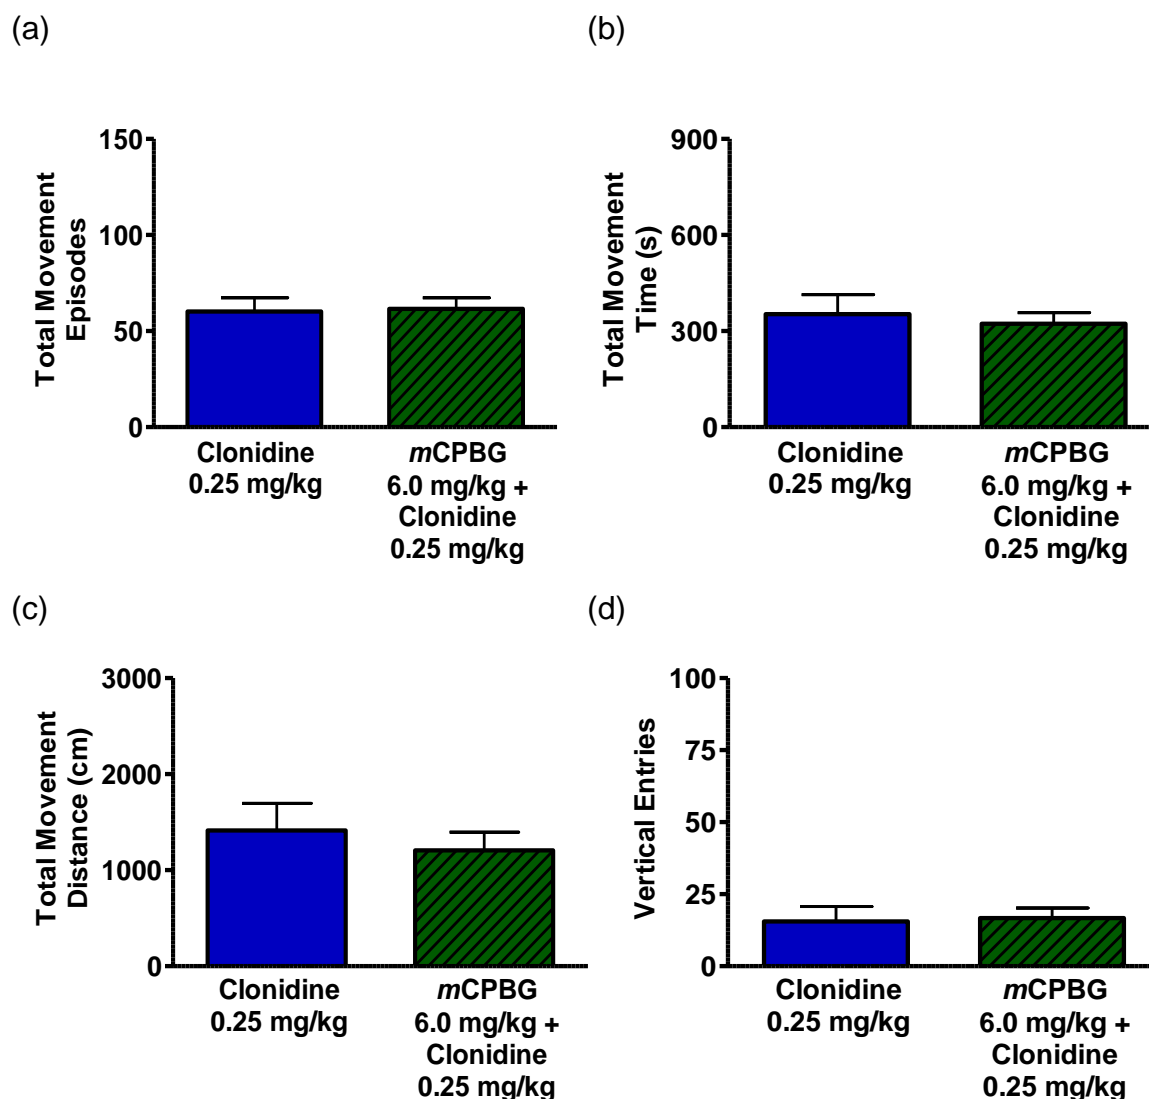 (a)
Total Movement
Episodes
150
100
50
0
Clonidine
0.25 mg/kg
mCPBG
6.0 mg/kg +
Clonidine
0.25 mg/kg
(b)
Total Movement
Time (s)
900
600
300
0
Clonidine
0.25 mg/kg
mCPBG
6.0 mg/kg +
Clonidine
0.25 mg/kg
(c)
Total Movement
Distance (cm)
3000
2000
1000
0
Clonidine
0.25 mg/kg
mCPBG
6.0 mg/kg +
Clonidine
0.25 mg/kg
(d)
Vertical Entries
100
75
50
25
0
Clonidine
0.25 mg/kg
mCPBG
6.0 mg/kg +
Clonidine
0.25 mg/kg